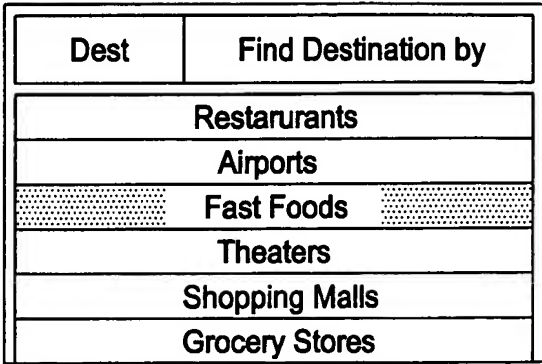 Dest Find Destination by
Restarurants
Airports
Fast Foods
Theaters
Shopping Malls
Grocery Stores